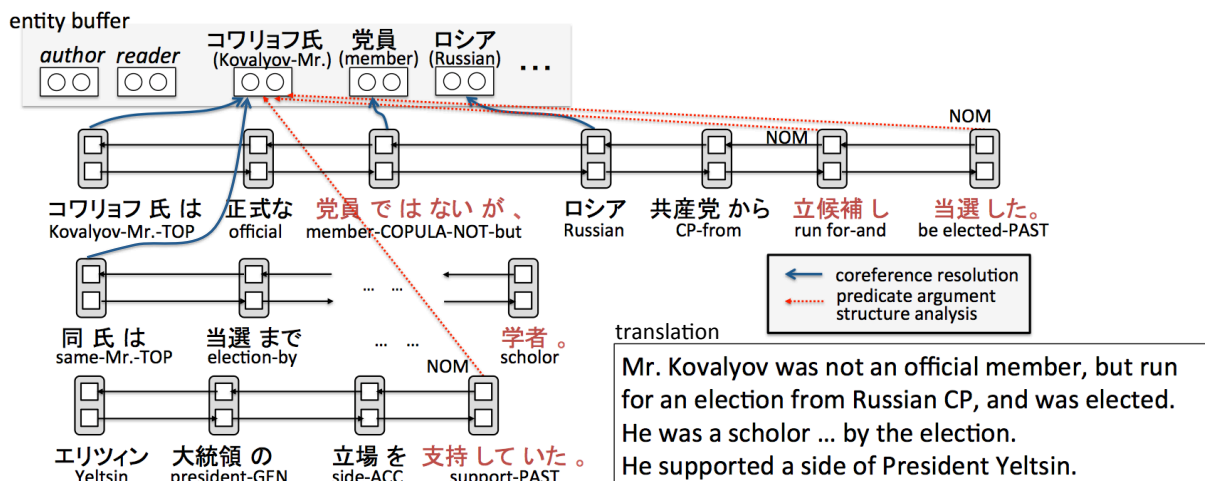 entity buffer
author reader コワリョフ氏 党員 ロシア
(Kovalyov-Mr.) (member) (Russian) ...
NOM
NOM
コワリョフ 氏 は 正式な 党員 で は ない が 、 ロシア 共産党 から 立候補 し 当選 した。
Kovalyov-Mr.-TOP official member-COPULA-NOT-but Russian CP-from run for-and be elected-PAST
coreference resolution
predicate argument
structure analysis
... ...
同 氏 は 当選 まで ... ... 学者 。
same-Mr.-TOP election-by scholor
NOM
エリツィン 大統領 の 立場 を 支持 して いた 。
Yeltsin president-GEN side-ACC support-PAST
translation
Mr. Kovalyov was not an official member, but run
for an election from Russian CP, and was elected.
He was a scholor ... by the election.
He supported a side of President Yeltsin.